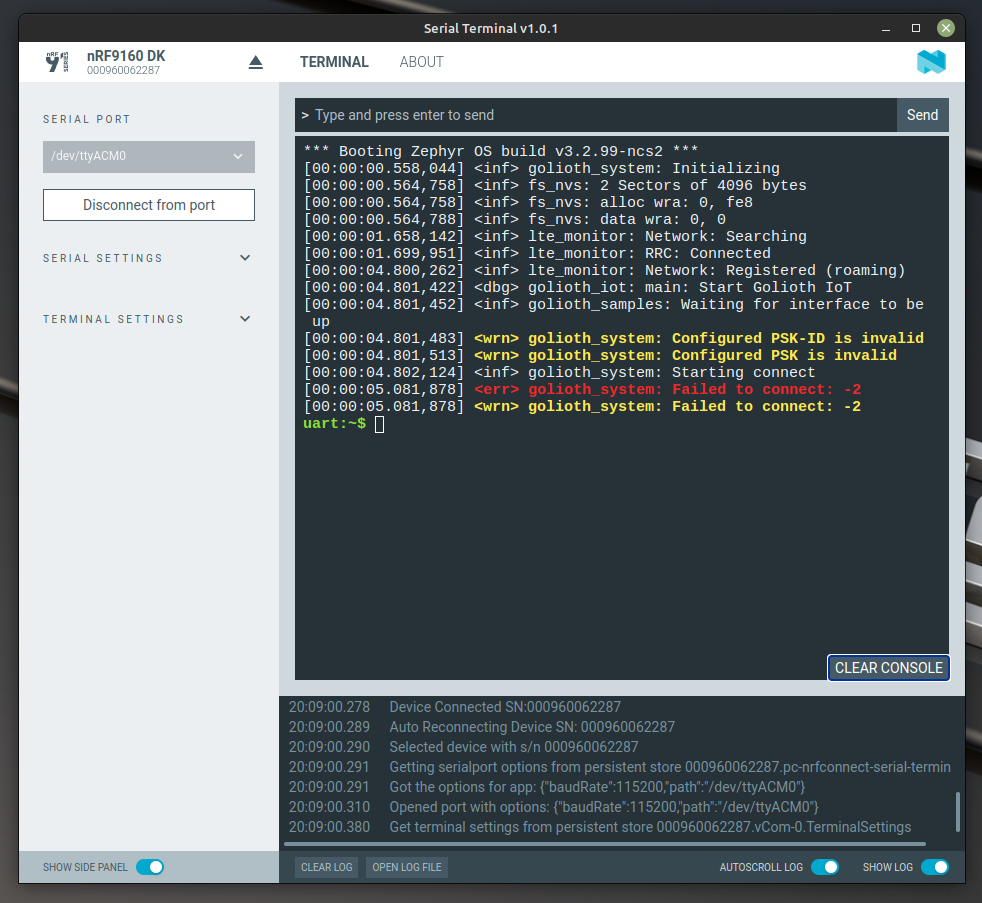 Serial Terminal v1.0.1
nRF9160 DK
000960062287
TERMINAL
ABOUT
SERIAL PORT
/dev/ttyACM0
Disconnect from port
SERIAL SETTINGS
TERMINAL SETTINGS
> Type and press enter to send
Send
*** Booting Zephyr OS build v3.2.99-ncs2 ***
[00:00:00.558,044] <inf> golioth_system: Initializing
[00:00:00.564,758] <inf> fs_nvs: 2 Sectors of 4096 bytes
[00:00:00.564,758] <inf> fs_nvs: alloc wra: 0, fe8
[00:00:00.564,788] <inf> fs_nvs: data wra: 0, 0
[00:00:01.658,142] <inf> lte_monitor: Network: Searching
[00:00:01.699,951] <inf> lte_monitor: RRC: Connected
[00:00:04.800,262] <inf> lte_monitor: Network: Registered (roaming)
[00:00:04.801,422] <dbg> golioth_iot: main: Start Golioth IoT
[00:00:04.801,452] <inf> golioth_samples: Waiting for interface to be
up
[00:00:04.801,483] <wrn> golioth_system: Configured PSK-ID is invalid
[00:00:04.801,513] <wrn> golioth_system: Configured PSK is invalid
[00:00:04.802,124] <inf> golioth_system: Starting connect
[00:00:05.081,878] <err> golioth_system: Failed to connect: -2
[00:00:05.081,878] <wrn> golioth_system: Failed to connect: -2
uart:~$
CLEAR CONSOLE
20:09:00.278 Device Connected SN:000960062287
20:09:00.289 Auto Reconnecting Device SN: 000960062287
20:09:00.290 Selected device with s/n 000960062287
20:09:00.291 Getting serialport options from persistent store 000960062287.pc-nrfconnect-serial-termin
20:09:00.291 Got the options for app: {"baudRate":115200,"path":"/dev/ttyACM0"}
20:09:00.310 Opened port with options: {"baudRate":115200,"path":"/dev/ttyACM0"}
20:09:00.380 Get terminal settings from persistent store 000960062287.vCom-0.TerminalSettings
SHOW SIDE PANEL
CLEAR LOG
OPEN LOG FILE
AUTOSCROLL LOG
SHOW LOG